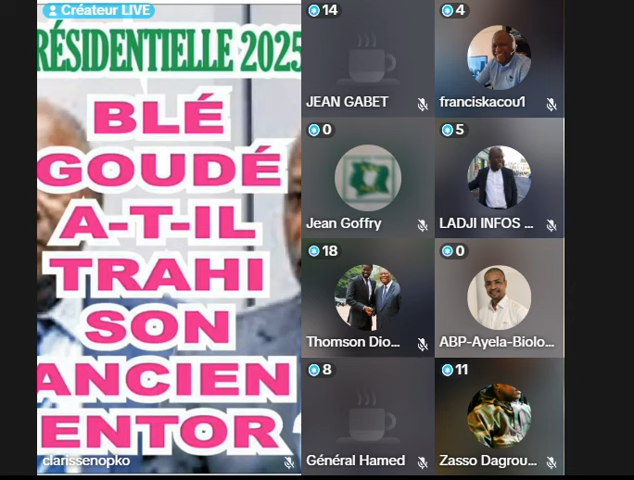 Créateur LIVE
RÉSIDENTIELLE 2025
BLÉ
GOUDÉ
A-T-IL
TRAHI
SON
ANCIEN
ENTOR ?
clarissenopko
14
JEAN GABET
4
franciskacou1
0
Jean Goffry
5
LADJI INFOS ...
18
Thomson Dio...
0
ABP-Ayela-Biolo...
8
Général Hamed
11
Zasso Dagrou...